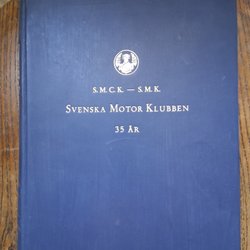 S.M.C.K. — S.M.K.
SVENSKA MOTOR KLUBBEN
35 ÅR